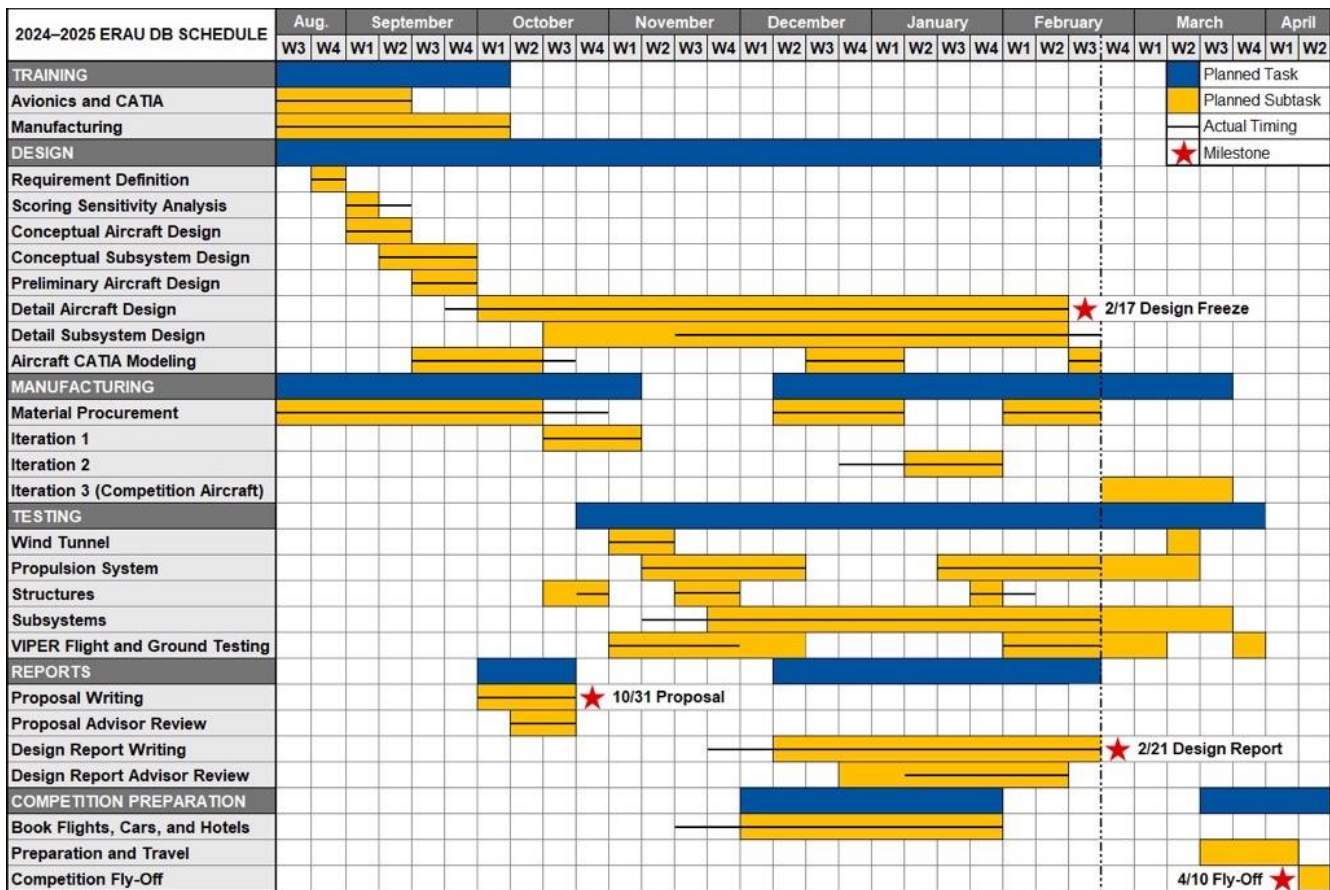 2024–2025 ERAU DB SCHEDULE
Aug. September October November December January February March April
W3 W4 W1 W2 W3 W4 W1 W2 W3 W4 W1 W2 W3 W4 W1 W2 W3 W4 W1 W2 W3 W4 W1 W2 W3 W4 W1 W2 W3 W4 W1 W2
TRAINING
Planned Task
Avionics and CATIA
Planned Subtask
Manufacturing
Actual Timing
DESIGN
Milestone
Requirement Definition
Scoring Sensitivity Analysis
Conceptual Aircraft Design
Conceptual Subsystem Design
Preliminary Aircraft Design
Detail Aircraft Design
2/17 Design Freeze
Detail Subsystem Design
Aircraft CATIA Modeling
MANUFACTURING
Material Procurement
Iteration 1
Iteration 2
Iteration 3 (Competition Aircraft)
TESTING
Wind Tunnel
Propulsion System
Structures
Subsystems
VIPER Flight and Ground Testing
REPORTS
Proposal Writing
10/31 Proposal
Proposal Advisor Review
Design Report Writing
2/21 Design Report
Design Report Advisor Review
COMPETITION PREPARATION
Book Flights, Cars, and Hotels
Preparation and Travel
Competition Fly-Off
4/10 Fly-Off